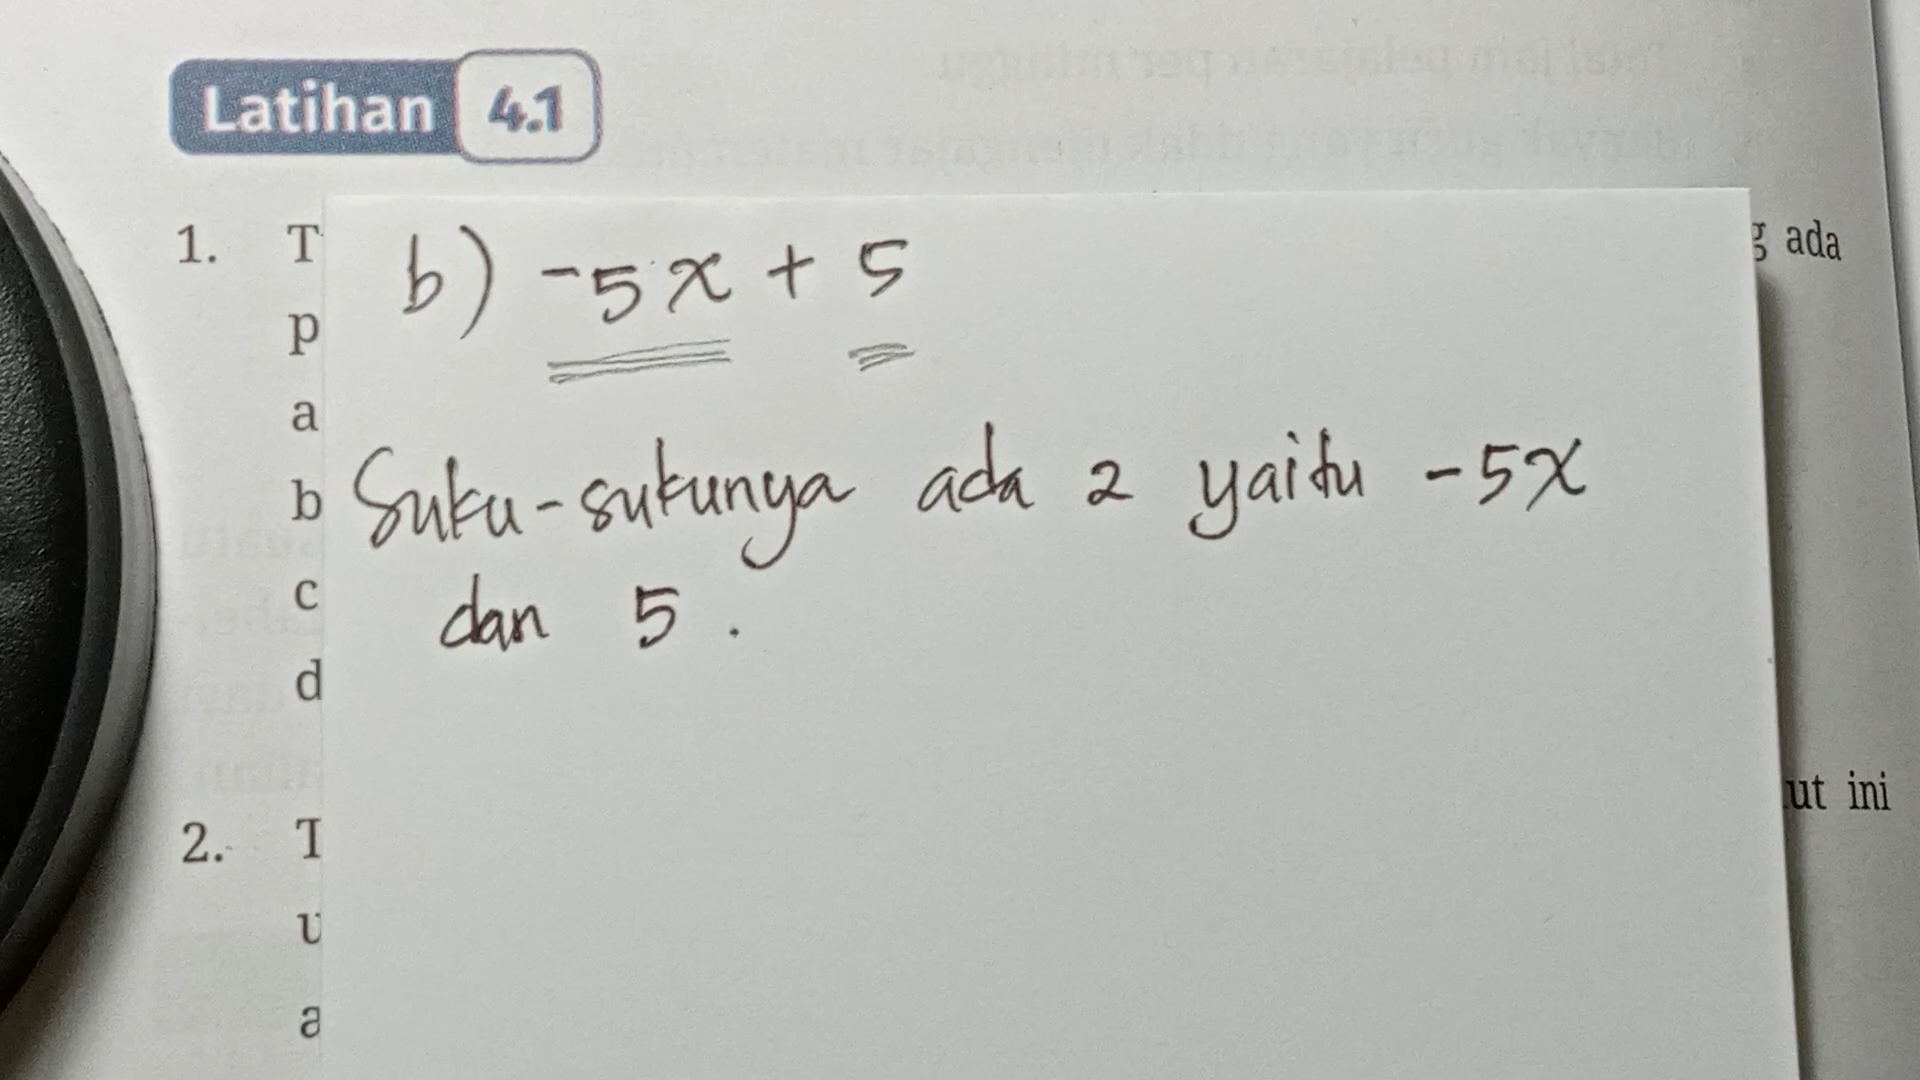 Latihan 4.1
1. T ada
b) -5x + 5
p
a
b Suku-sukunya ada 2 yaitu -5x
c dan 5.
d
ut ini
2. T
u
a